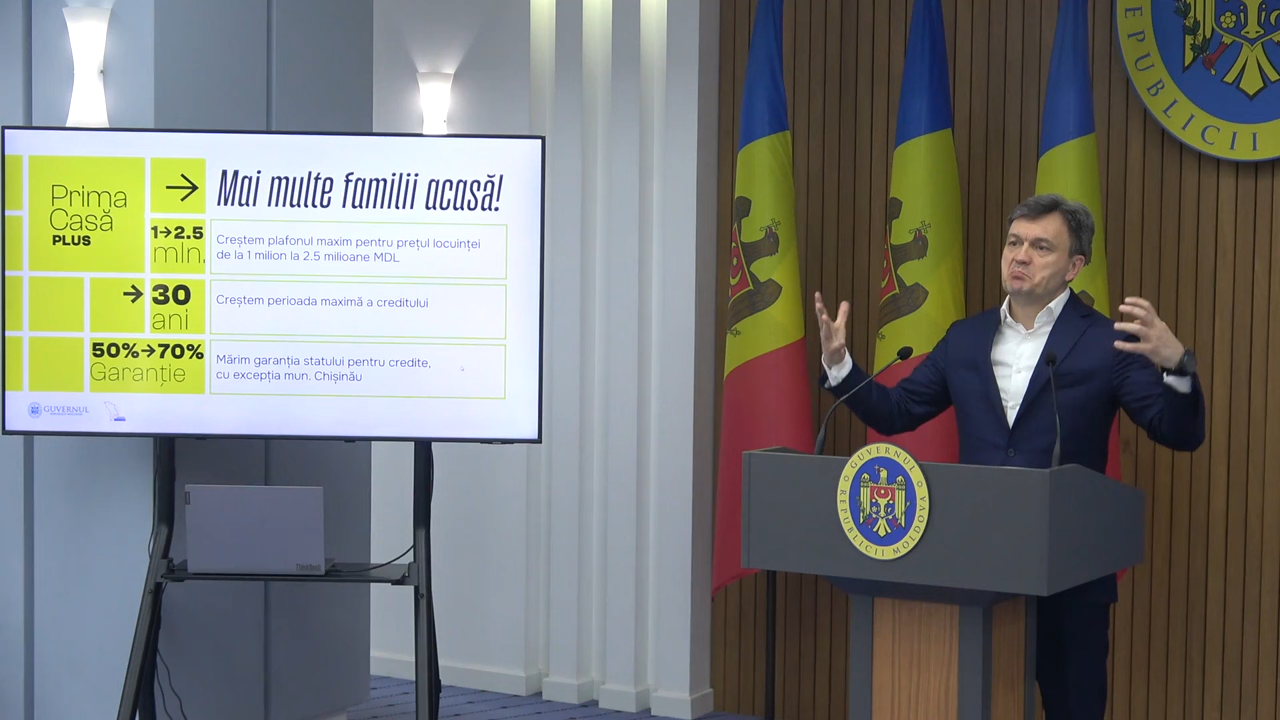 Prima
Casă
PLUS
Mai multe familii acasă!
1→2.5
mln.
Creștem plafonul maxim pentru prețul locuinței
de la 1 milion la 2.5 milioane MDL
30
ani
Creștem perioada maximă a creditului
50%→70%
Garanție
Mărim garanția statului pentru credite,
cu excepția mun. Chișinău
GUVERNUL
ThinkBook
GUVERNUL
REPUBLICII MOLDOVA
REPUBLICII